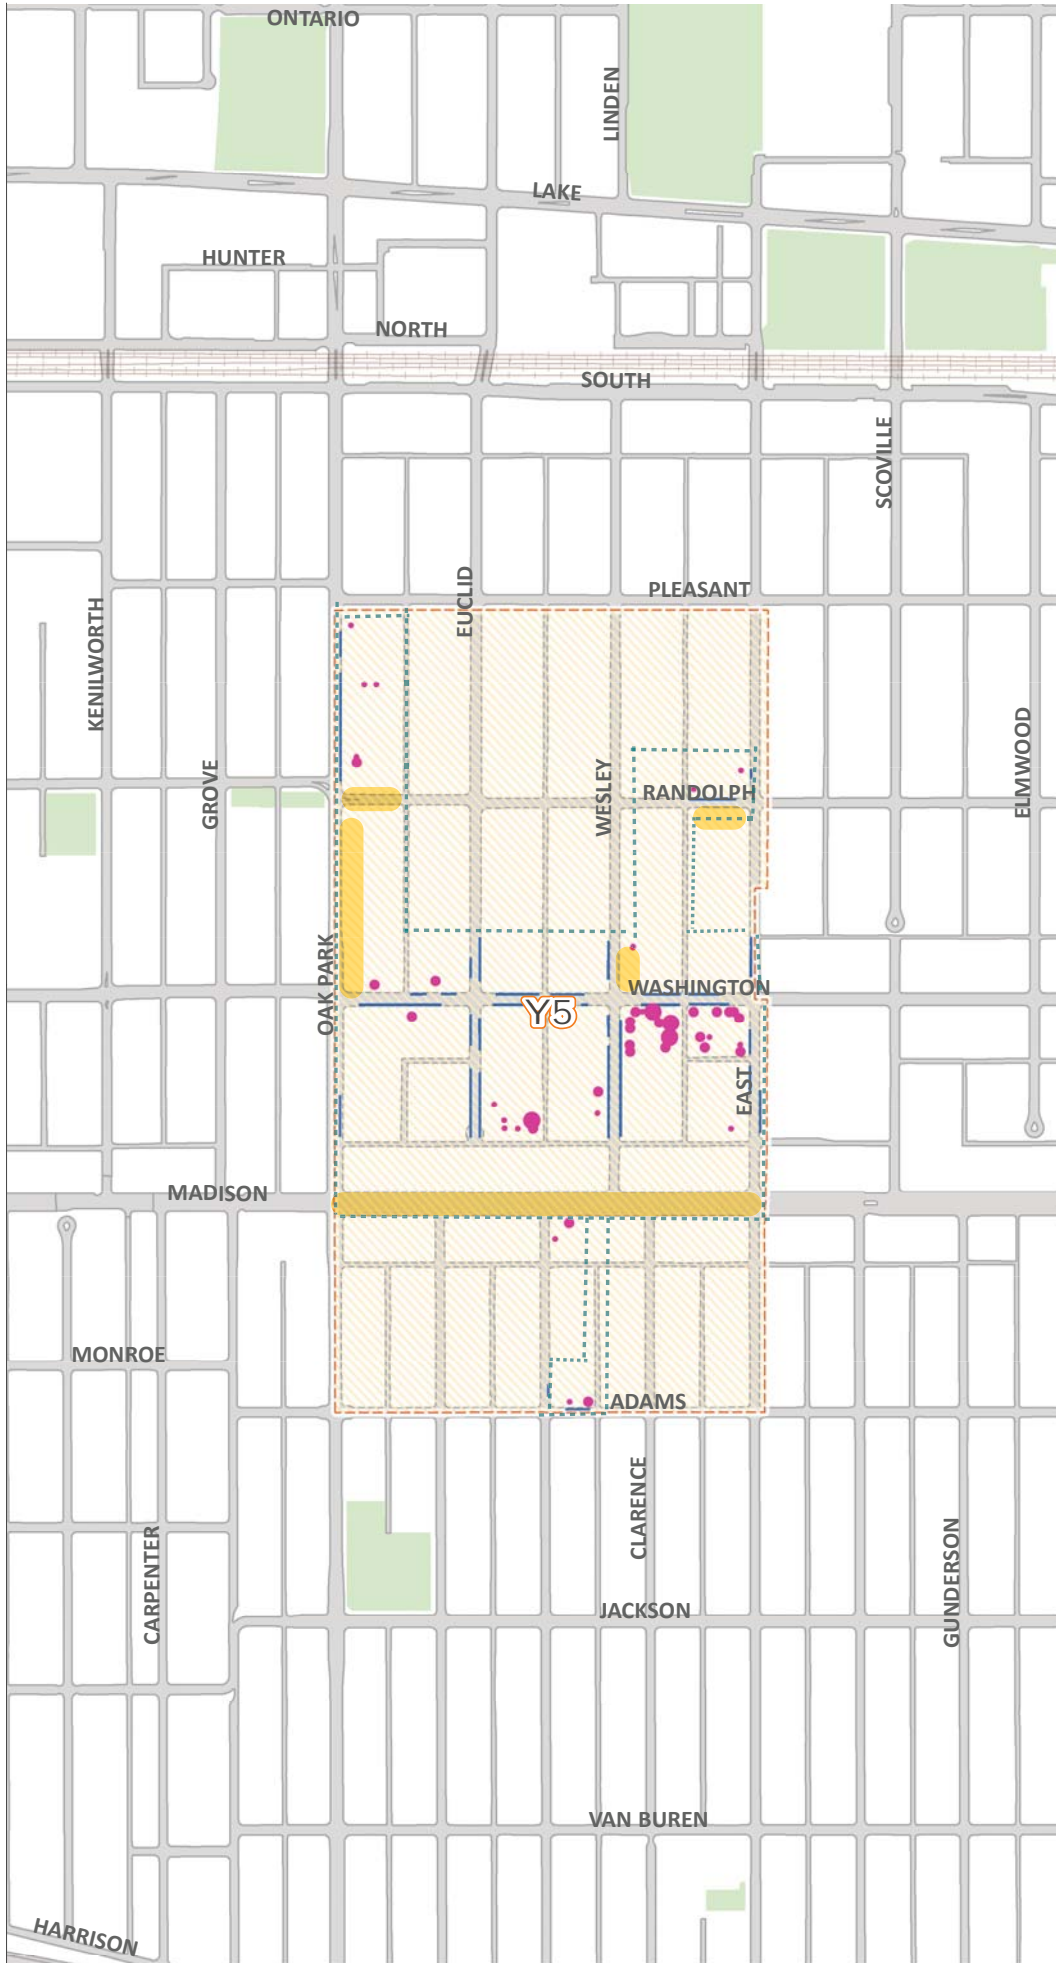 ONTARIO
LINDEN
LAKE
HUNTER
NORTH
SOUTH
SCOVILLE
PLEASANT
EUCLID
KENILWORTH
ELMWOOD
GROVE
WESLEY
RANDOLPH
OAK PARK
WASHINGTON
Y5
EAST
MADISON
MONROE
ADAMS
CLARENCE
CARPENTER
GUNDERSON
JACKSON
VAN BUREN
HARRISON